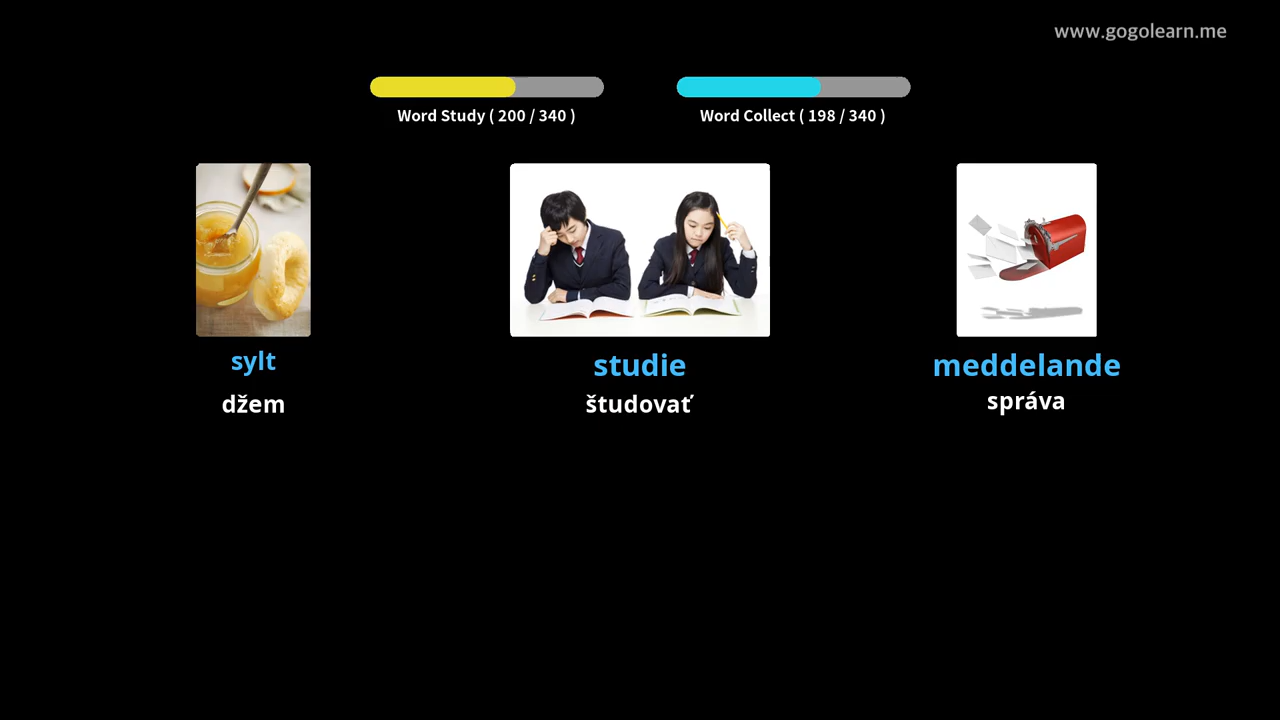 www.gogolearn.me
Word Study ( 200 / 340 )
Word Collect ( 198 / 340 )
sylt
studie
meddelande
džem
študovať
správa